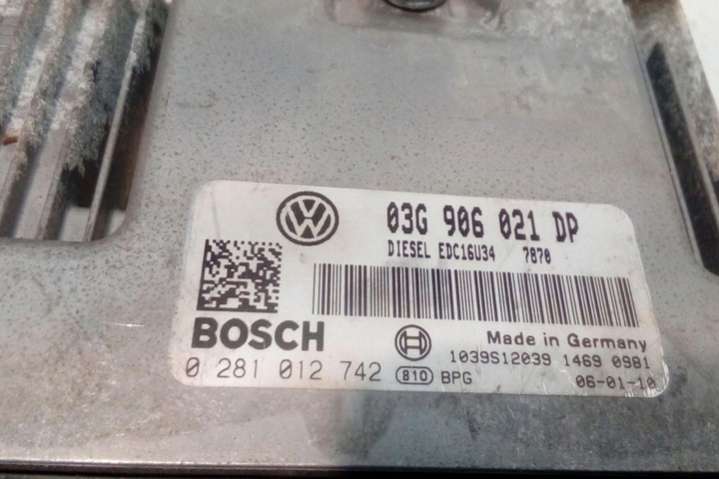 03G 906 021 DP
DIESEL EDC16U34 7870
BOSCH
Made in Germany
1039S12039 1469 0981
0 281 012 742 810 BPG 06-01-10